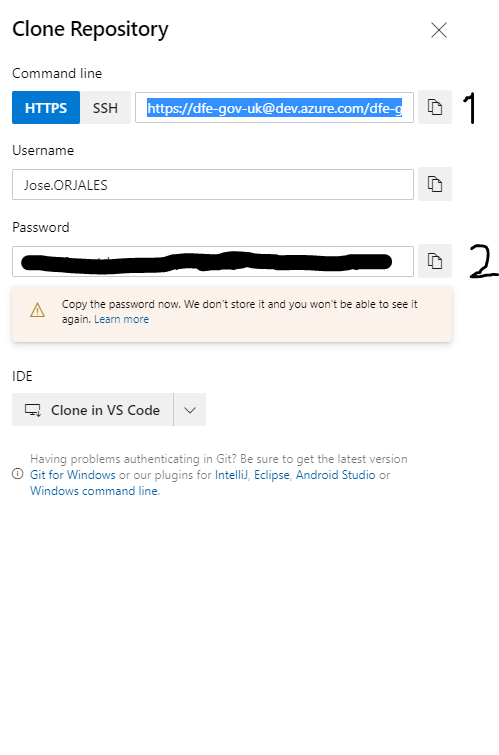 Clone Repository
Command line
HTTPS SSH https://dfe-gov-uk@dev.azure.com/dfe-g 1
Username
Jose.ORJALES
Password
2
Copy the password now. We don't store it and you won't be able to see it
again. Learn more
IDE
Clone in VS Code
Having problems authenticating in Git? Be sure to get the latest version
Git for Windows or our plugins for IntelliJ, Eclipse, Android Studio or
Windows command line.